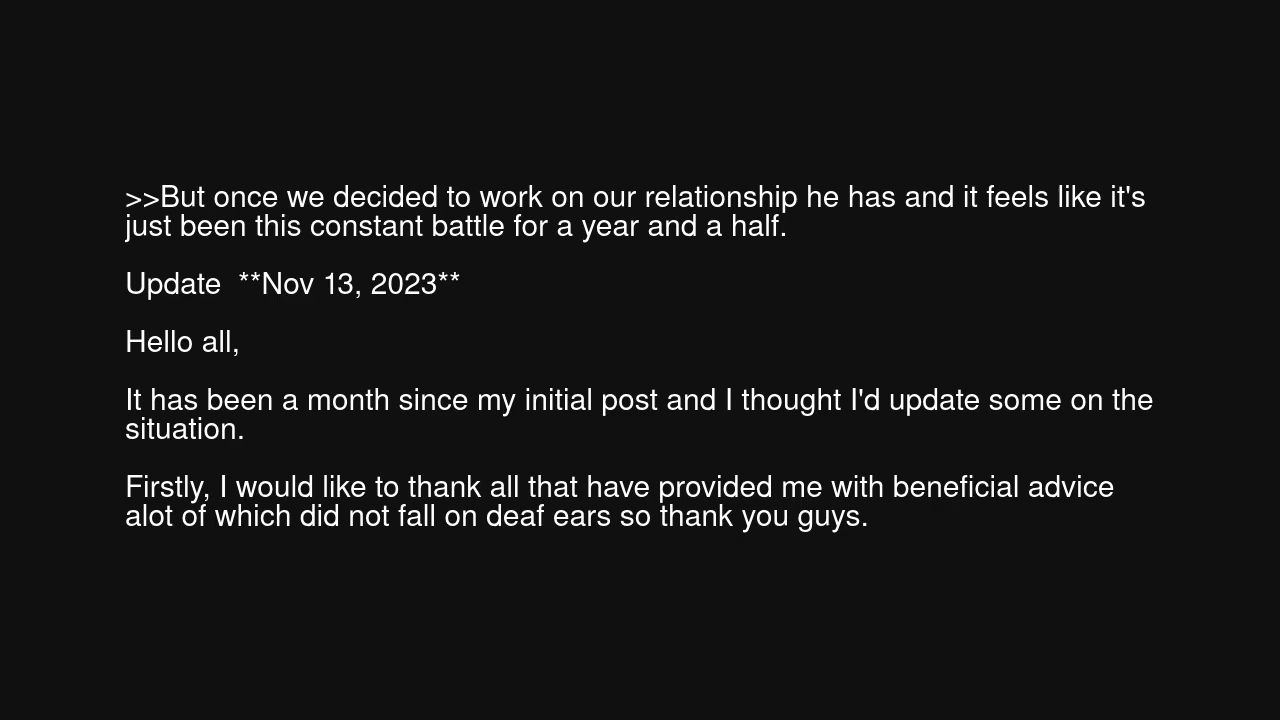 >>But once we decided to work on our relationship he has and it feels like it's
just been this constant battle for a year and a half.
Update  **Nov 13, 2023**
Hello all,
It has been a month since my initial post and I thought I'd update some on the
situation.
Firstly, I would like to thank all that have provided me with beneficial advice
alot of which did not fall on deaf ears so thank you guys.